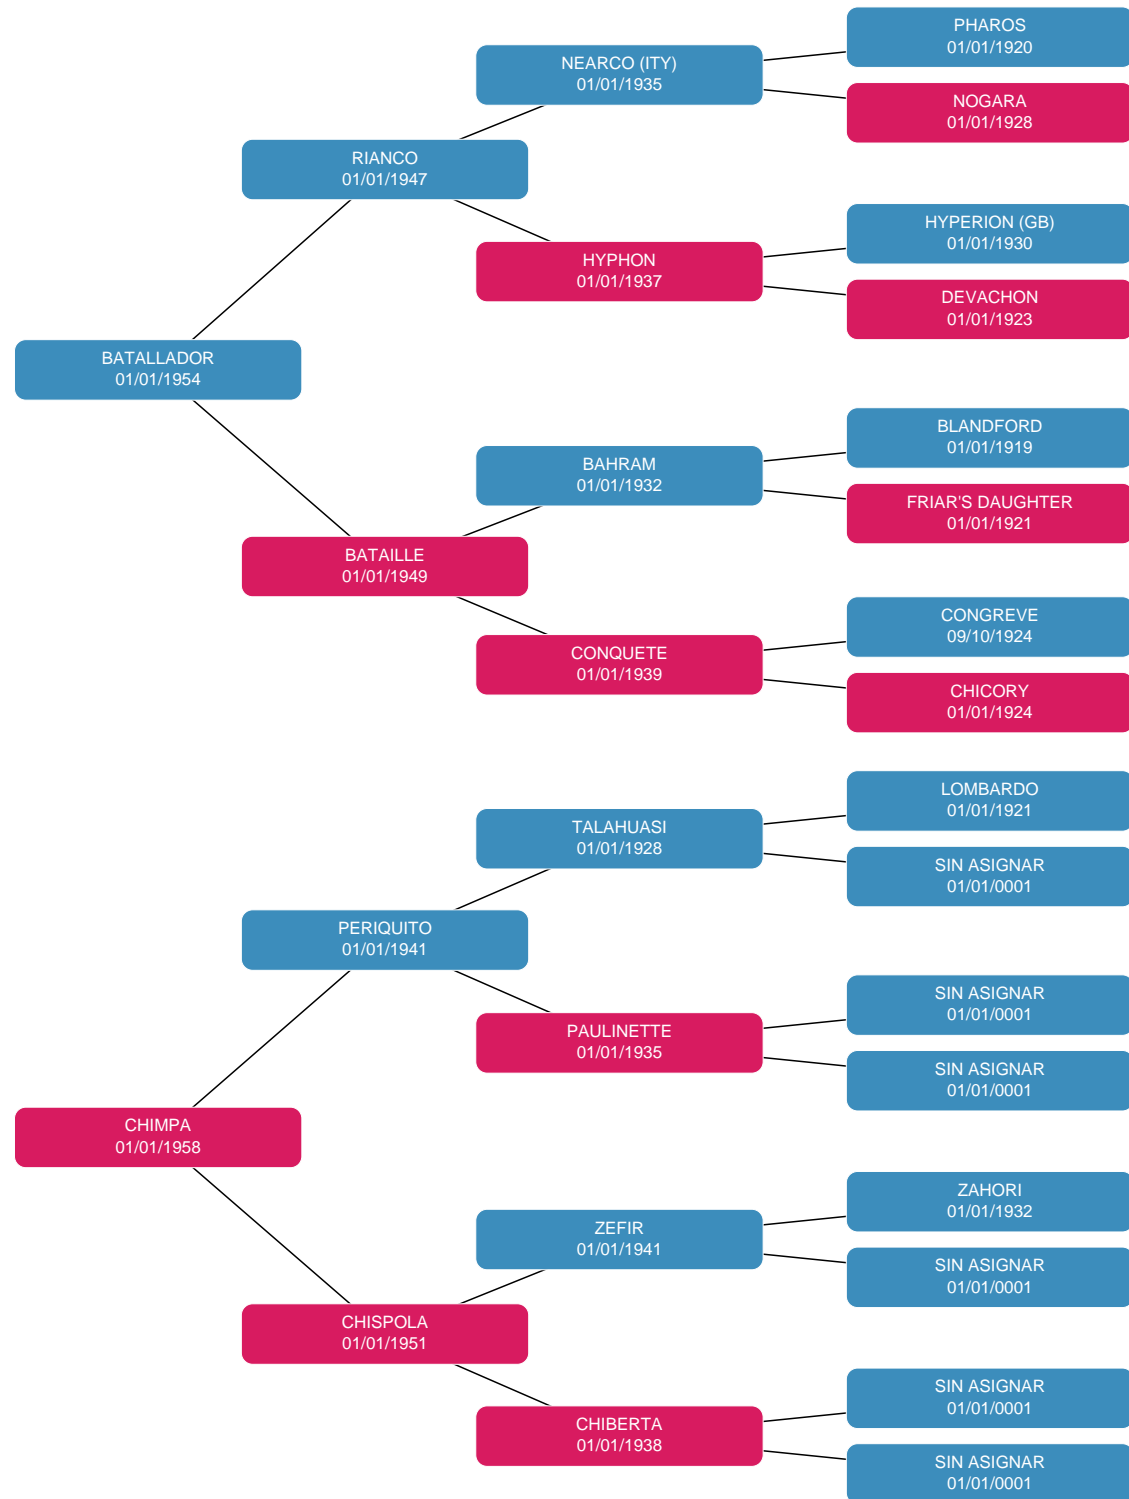 PHAROS
01/01/1920
NEARCO (ITY)
01/01/1935
NOGARA
01/01/1928
RIANCO
01/01/1947
HYPERION (GB)
01/01/1930
HYPHON
01/01/1937
DEVACHON
01/01/1923
BATALLADOR
01/01/1954
BLANDFORD
01/01/1919
BAHRAM
01/01/1932
FRIAR'S DAUGHTER
01/01/1921
BATAILLE
01/01/1949
CONGREVE
09/10/1924
CONQUETE
01/01/1939
CHICORY
01/01/1924
LOMBARDO
01/01/1921
TALAHUASI
01/01/1928
SIN ASIGNAR
01/01/0001
PERIQUITO
01/01/1941
SIN ASIGNAR
01/01/0001
PAULINETTE
01/01/1935
SIN ASIGNAR
01/01/0001
CHIMPA
01/01/1958
ZAHORI
01/01/1932
ZEFIR
01/01/1941
SIN ASIGNAR
01/01/0001
CHISPOLA
01/01/1951
SIN ASIGNAR
01/01/0001
CHIBERTA
01/01/1938
SIN ASIGNAR
01/01/0001